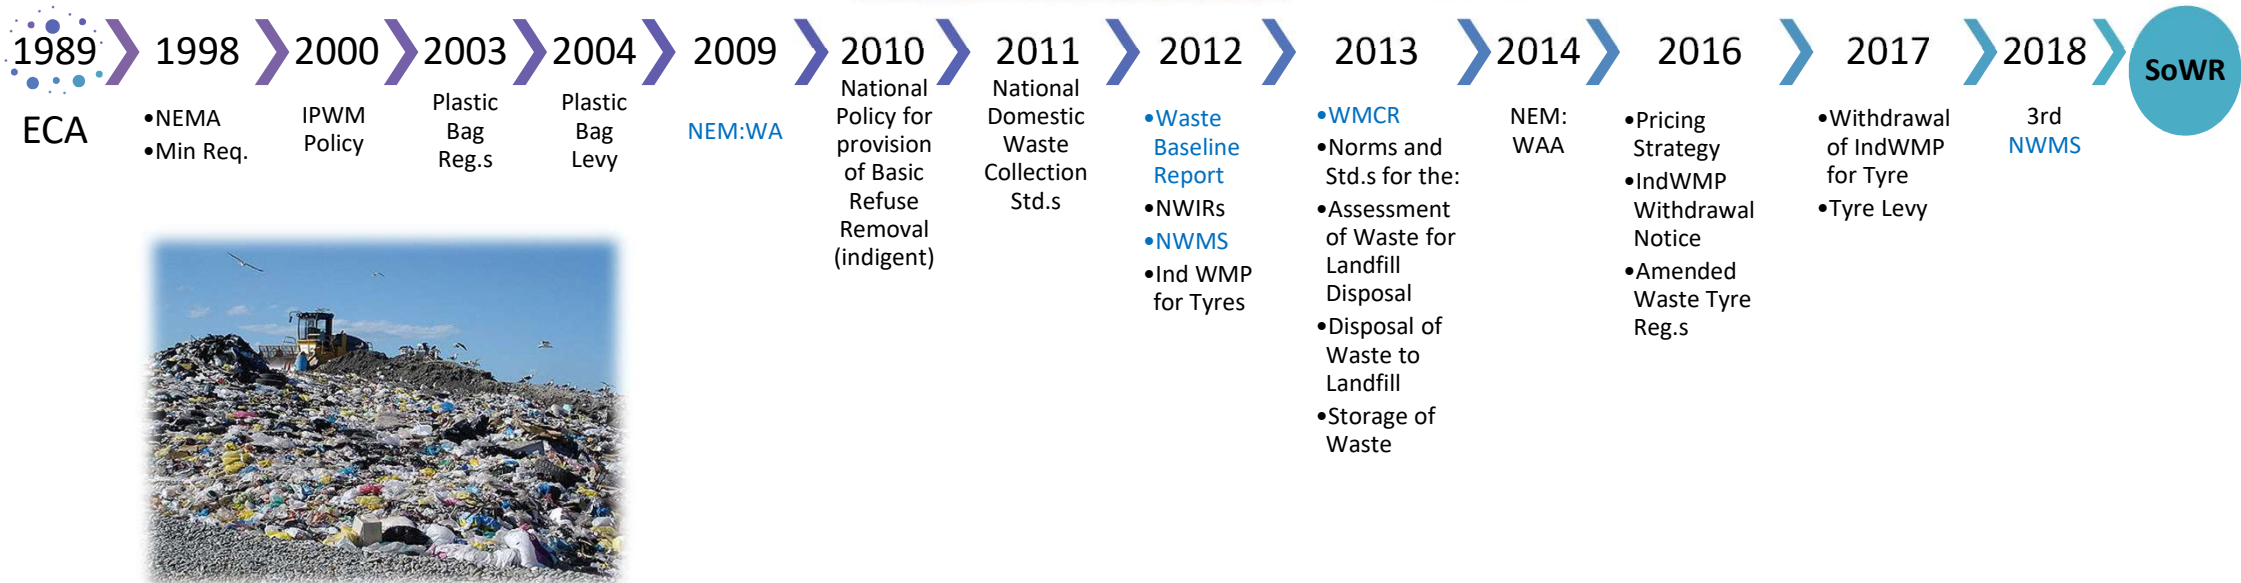 1989
ECA
1998
•NEMA
•Min Req.
2000
IPWM
Policy
2003
Plastic
Bag
Reg.s
2004
Plastic
Bag
Levy
2009
NEM:WA
2010
National
Policy for
provision
of Basic
Refuse
Removal
(indigent)
2011
National
Domestic
Waste
Collection
Std.s
2012
•Waste
Baseline
Report
•NWIRs
•NWMS
•Ind WMP
for Tyres
2013
•WMCR
•Norms and
Std.s for the:
•Assessment
of Waste for
Landfill
Disposal
•Disposal of
Waste to
Landfill
•Storage of
Waste
2014
NEM:
WAA
2016
•Pricing
Strategy
•IndWMP
Withdrawal
Notice
•Amended
Waste Tyre
Reg.s
2017
•Withdrawal
of IndWMP
for Tyre
•Tyre Levy
2018
3rd
NWMS
SoWR